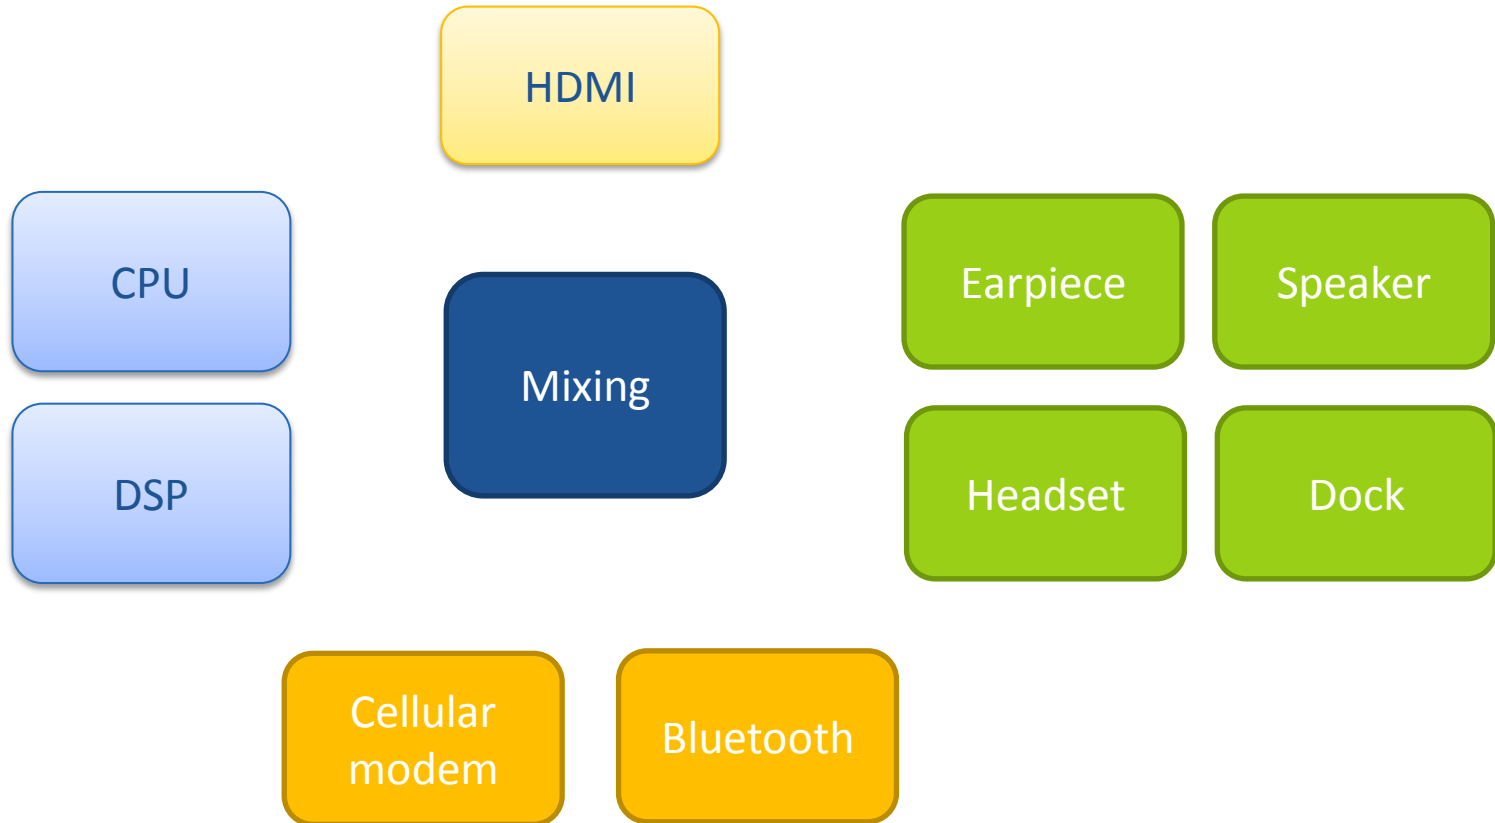 HDMI
CPU
Earpiece
Speaker
Mixing
DSP
Headset
Dock
Cellular
modem
Bluetooth